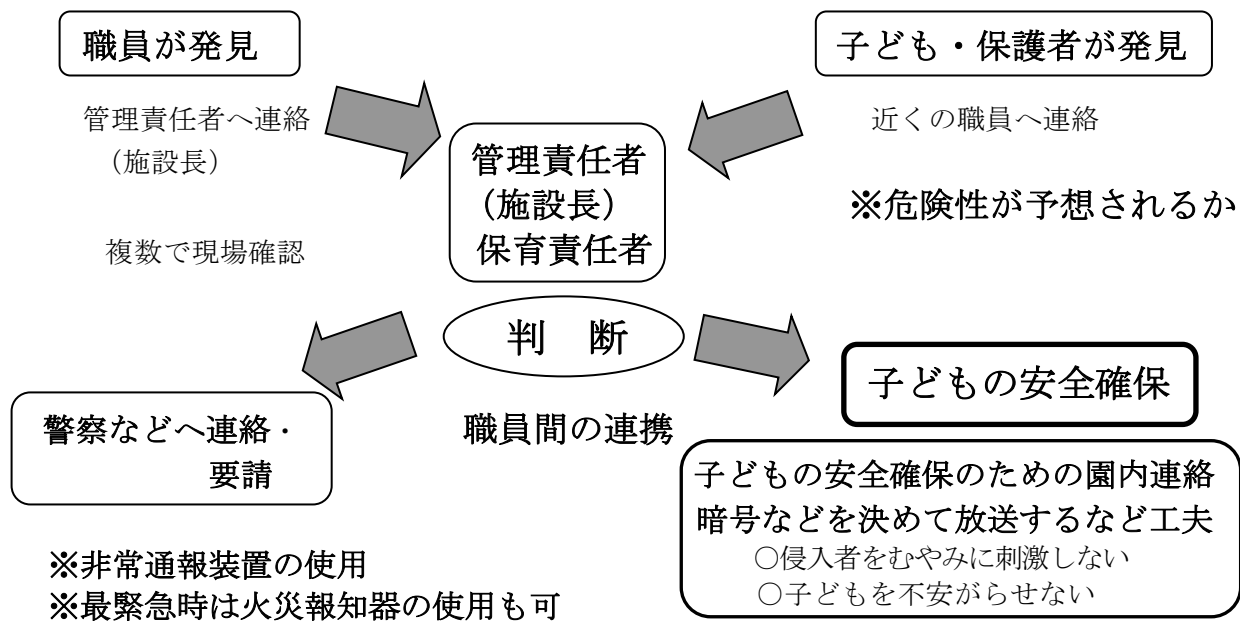 職員が発見
子ども・保護者が発見
管理責任者へ連絡
（施設長）
近くの職員へ連絡
管理責任者
（施設長）
保育責任者
※危険性が予想されるか
複数で現場確認
判　断
子どもの安全確保
警察などへ連絡・
要請
職員間の連携
子どもの安全確保のための園内連絡
暗号などを決めて放送するなど工夫
○侵入者をむやみに刺激しない
○子どもを不安がらせない
※非常通報装置の使用
※最緊急時は火災報知器の使用も可